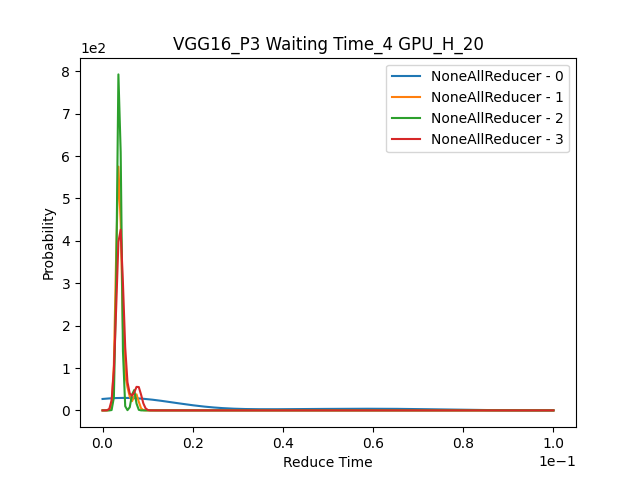 VGG16_P3 Waiting Time_4 GPU_H_20
1e2
NoneAllReducer - 0
NoneAllReducer - 1
NoneAllReducer - 2
NoneAllReducer - 3
Probability
8
7
6
5
4
3
2
1
0
0.0 0.2 0.4 0.6 0.8 1.0
Reduce Time
1e−1